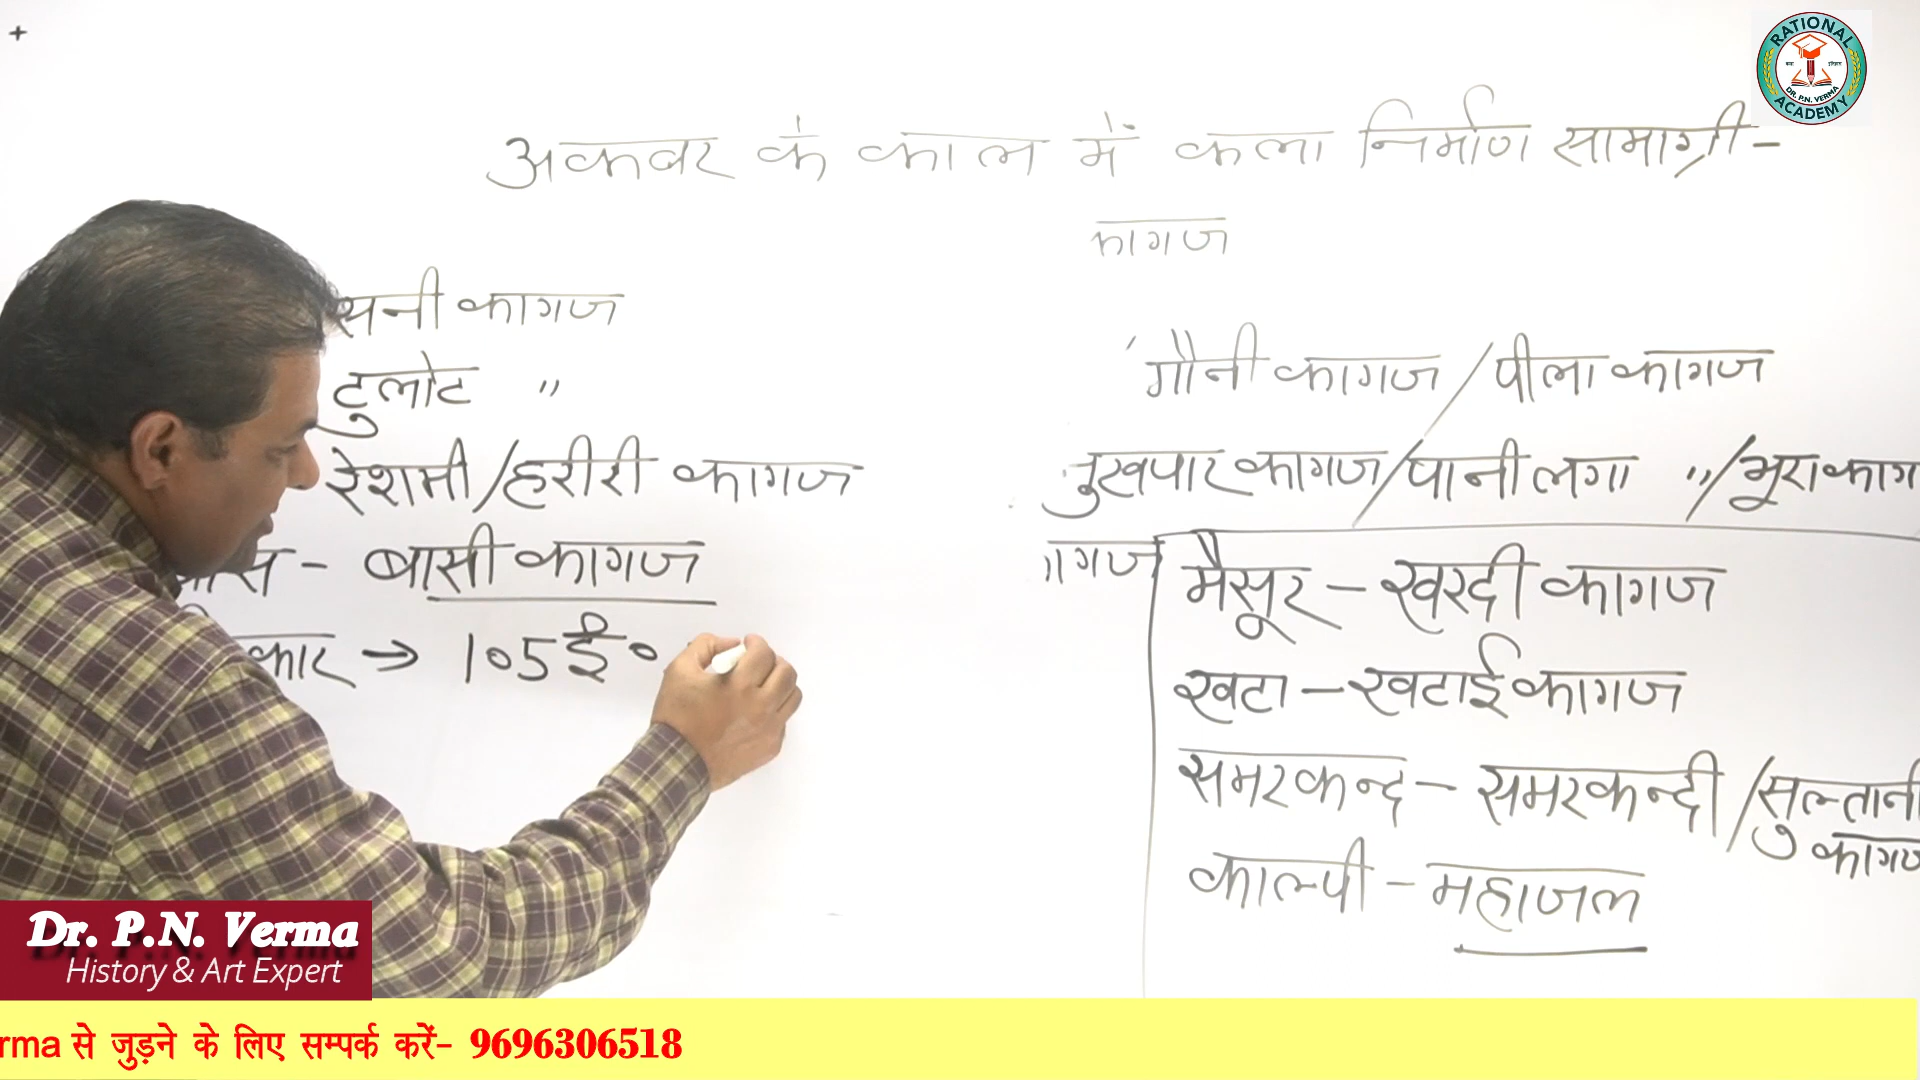 RATIONAL
DR. P.N. VERMA
ACADEMY
अकबर के काल में कला निर्माण सामाग्री-
कागज
सनी कागज
टुलोट "
रेशमी/हरीरी कागज
- बासी कागज
कार → 105ई०
गौनी कागज/पीला कागज
नुखपार कागज/पानी लगा "/भूरा काग
गज
मैसूर - खरदी कागज
खटा - खटाई कागज
समरकन्द - समरकन्दी/सुल्तानी
कागज
काल्पी - महाजल
Dr. P.N. Verma
History & Art Expert
rma से जुड़ने के लिए सम्पर्क करें- 9696306518